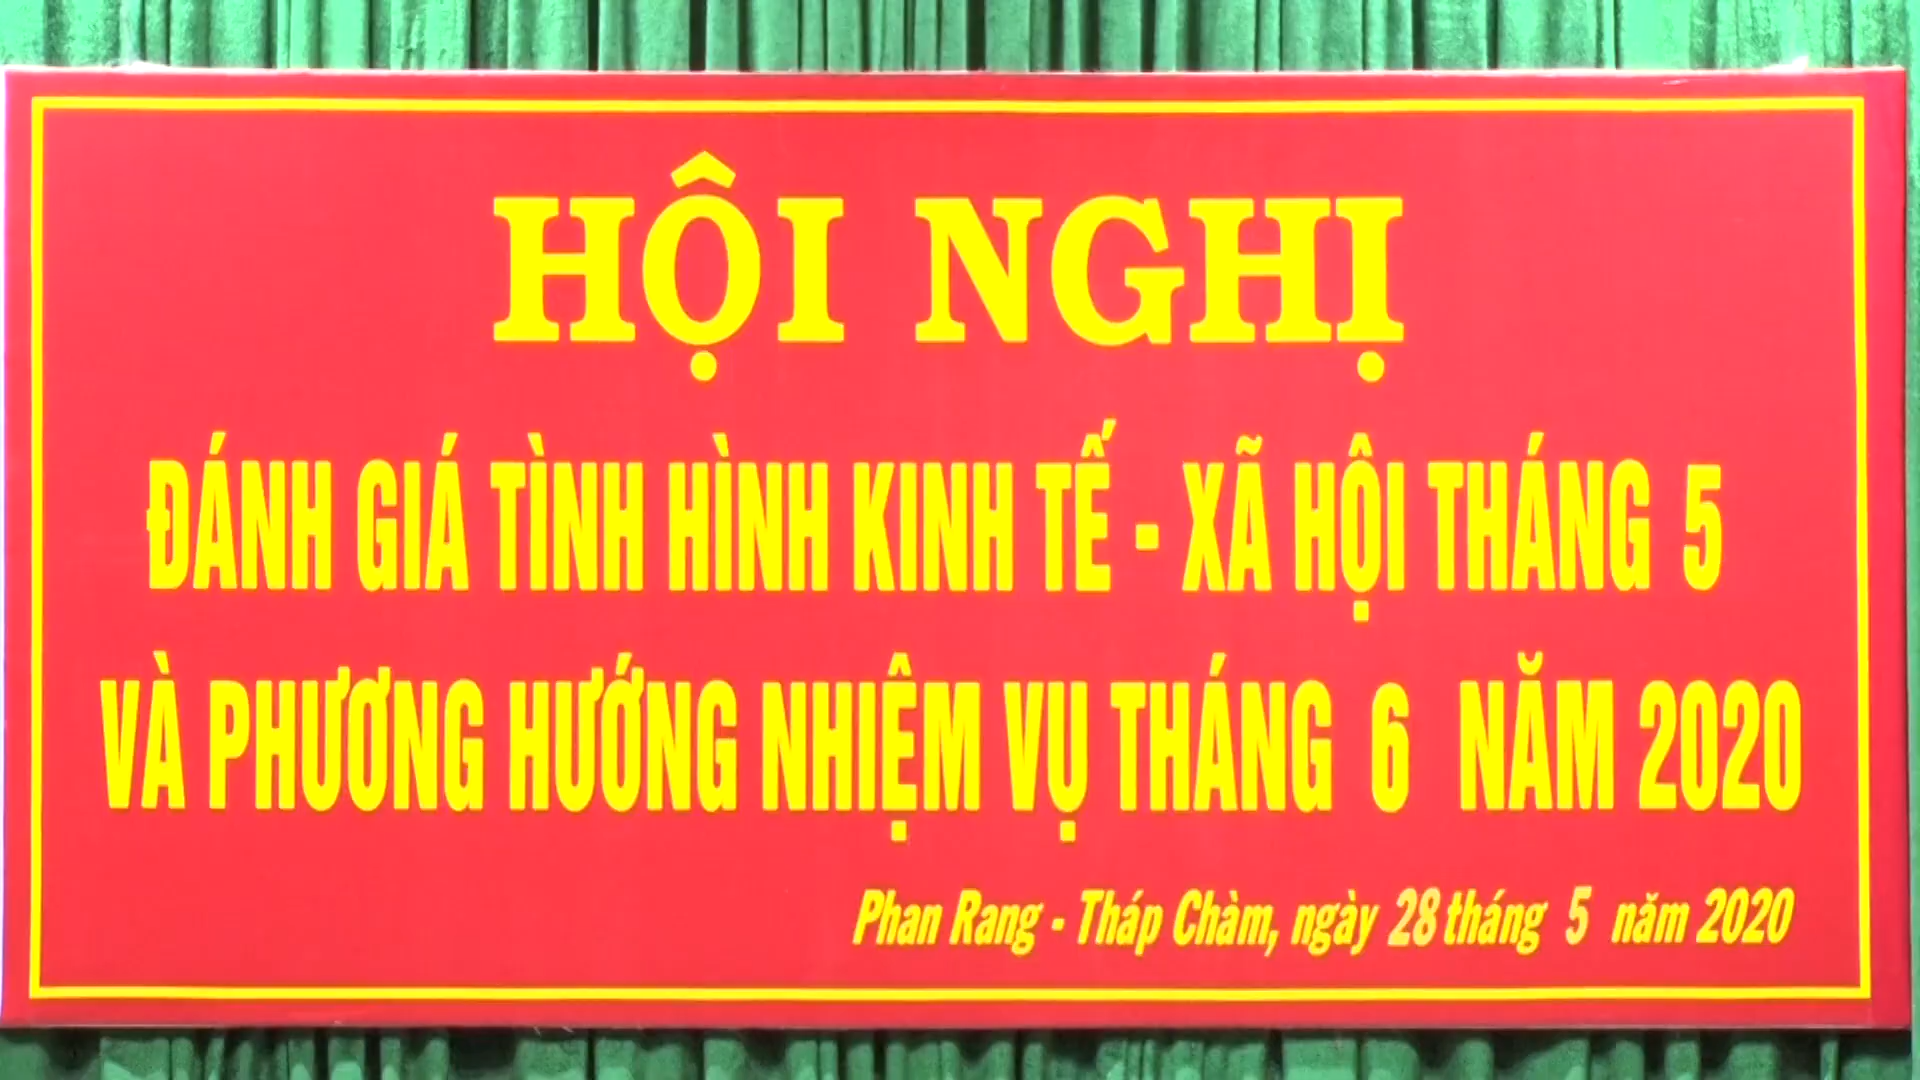 HỘI NGHỊ
ĐÁNH GIÁ TÌNH HÌNH KINH TẾ - XÃ HỘI THÁNG 5
VÀ PHƯƠNG HƯỚNG NHIỆM VỤ THÁNG 6 NĂM 2020
Phan Rang - Tháp Chàm, ngày 28 tháng 5 năm 2020